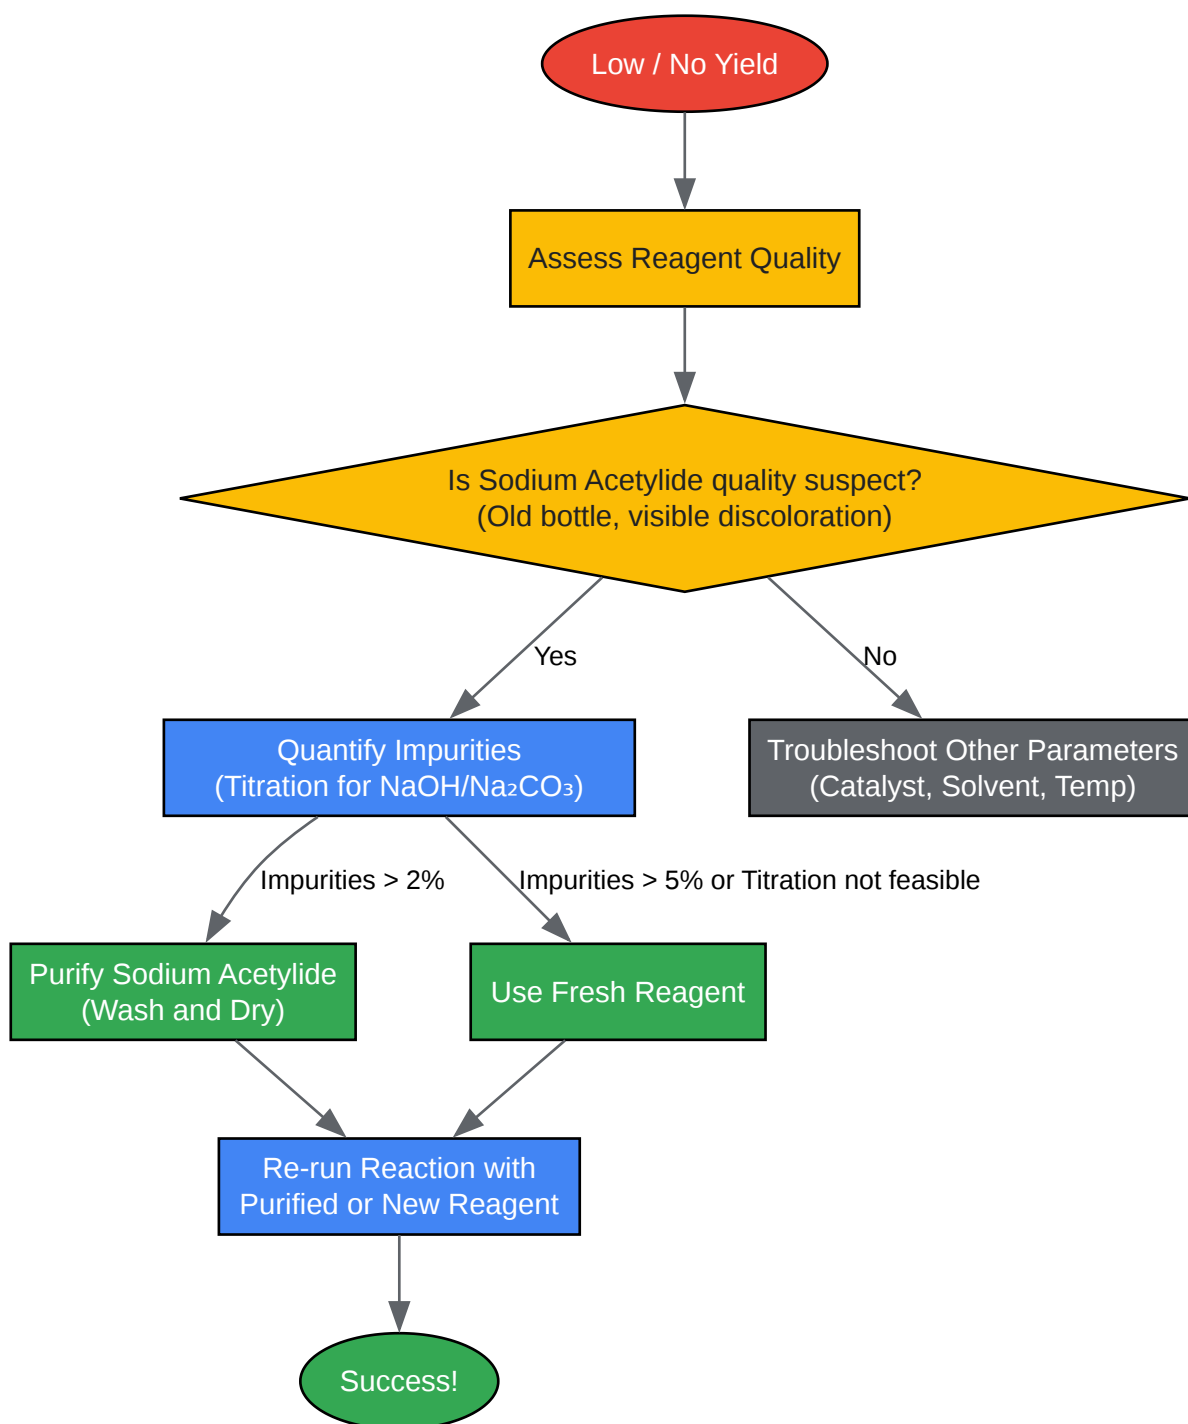 Low / No Yield
Assess Reagent Quality
Is Sodium Acetylide quality suspect?
(Old bottle, visible discoloration)
Yes
No
Quantify Impurities
(Titration for NaOH/Na₂CO₃)
Troubleshoot Other Parameters
(Catalyst, Solvent, Temp)
Impurities > 2%
Impurities > 5% or Titration not feasible
Purify Sodium Acetylide
(Wash and Dry)
Use Fresh Reagent
Re-run Reaction with
Purified or New Reagent
Success!